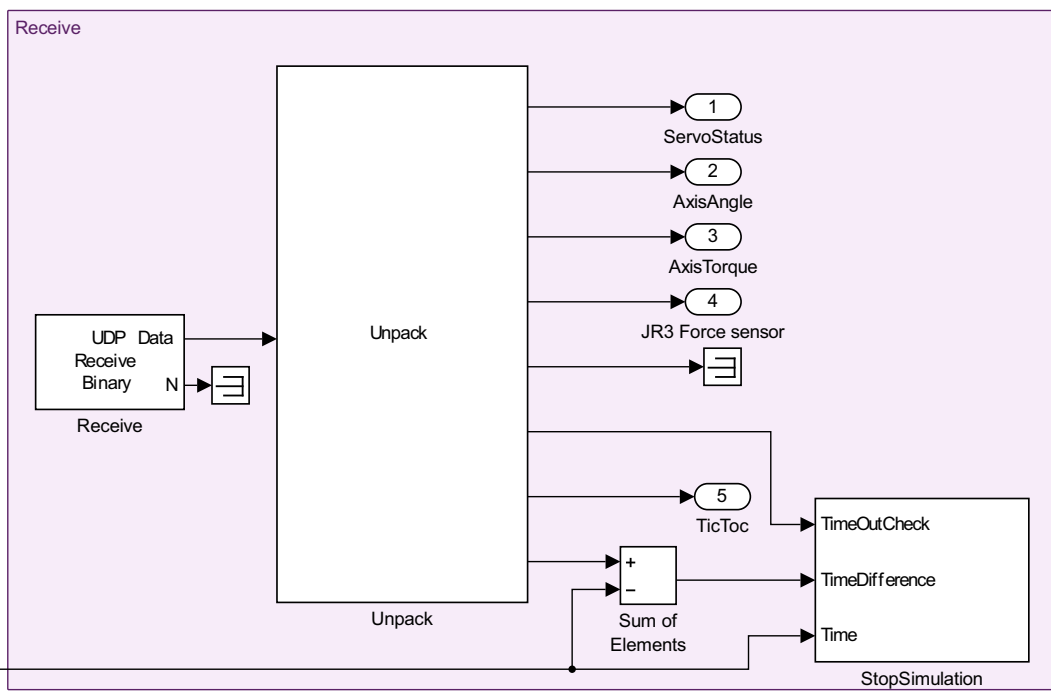 Receive
1
ServoStatus
2
AxisAngle
3
AxisTorque
4
JR3 Force sensor
UDP Data
Receive
Binary
N
Receive
Unpack
Unpack
5
TicToc
+
−
Sum of
Elements
TimeOutCheck
TimeDifference
Time
StopSimulation